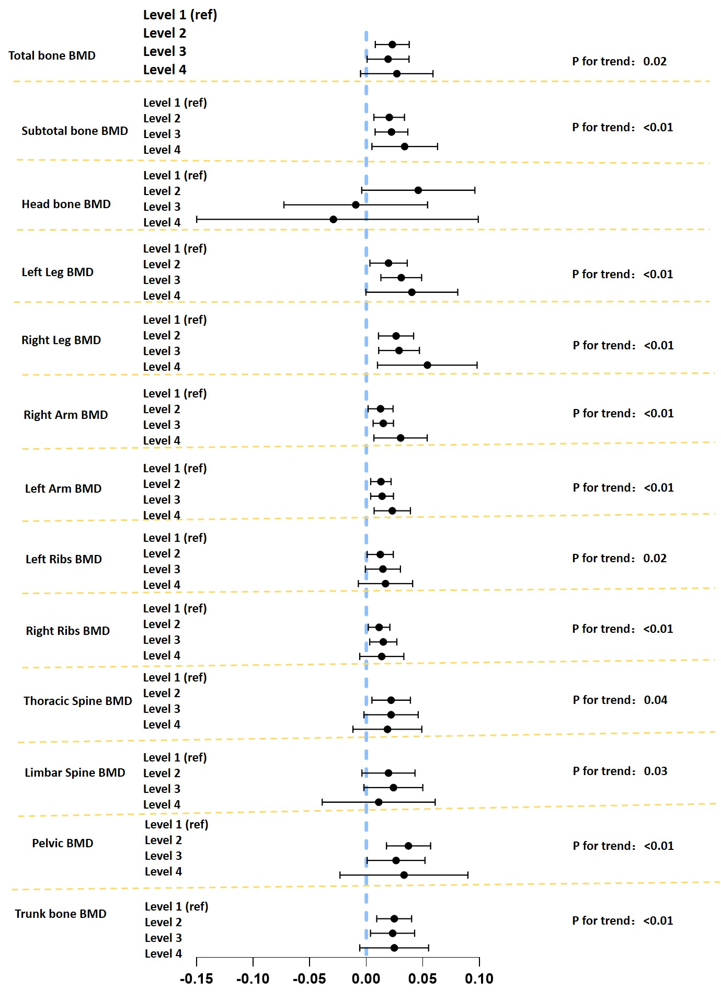 Level 1 (ref)
Level 2
Total bone BMD
Level 3
Level 4
P for trend：0.02
Level 1 (ref)
Level 2
Subtotal bone BMD
Level 3
Level 4
P for trend：<0.01
Level 1 (ref)
Level 2
Head bone BMD
Level 3
Level 4
Level 1 (ref)
Level 2
Left Leg BMD
Level 3
Level 4
P for trend：<0.01
Level 1 (ref)
Level 2
Right Leg BMD
Level 3
Level 4
P for trend：<0.01
Level 1 (ref)
Level 2
Right Arm BMD
Level 3
Level 4
P for trend：<0.01
Level 1 (ref)
Level 2
Left Arm BMD
Level 3
Level 4
P for trend：<0.01
Level 1 (ref)
Level 2
Left Ribs BMD
Level 3
Level 4
P for trend：0.02
Level 1 (ref)
Level 2
Right Ribs BMD
Level 3
Level 4
P for trend：<0.01
Level 1 (ref)
Level 2
Thoracic Spine BMD
Level 3
Level 4
P for trend：0.04
Level 1 (ref)
Level 2
Limbar Spine BMD
Level 3
Level 4
P for trend：0.03
Level 1 (ref)
Level 2
Pelvic BMD
Level 3
Level 4
P for trend：<0.01
Level 1 (ref)
Trunk bone BMD
Level 2
Level 3
Level 4
P for trend：<0.01
-0.15 -0.10 -0.05 0.00 0.05 0.10